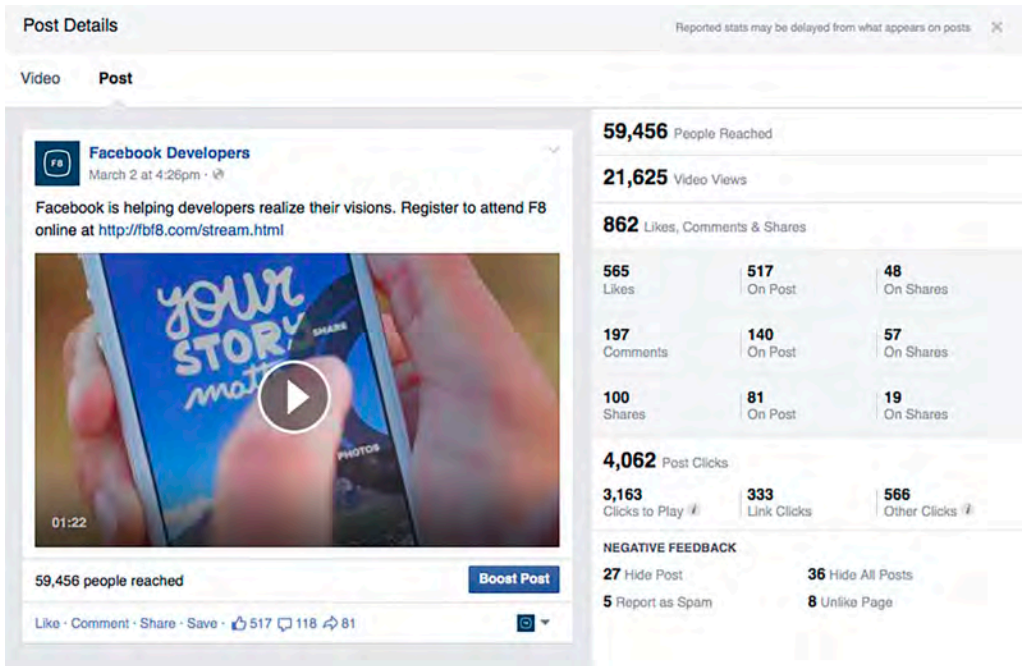 Post Details
Reported stats may be delayed from what appears on posts
Video Post
F8
Facebook Developers
March 2 at 4:26pm ·
Facebook is helping developers realize their visions. Register to attend F8
online at http://fbf8.com/stream.html
your
STORY
SHARE
PHOTOS
01:22
59,456 people reached
Boost Post
Like · Comment · Share · Save · 517 118 81
59,456 People Reached
21,625 Video Views
862 Likes, Comments & Shares
565 517 48
Likes On Post On Shares
197 140 57
Comments On Post On Shares
100 81 19
Shares On Post On Shares
4,062 Post Clicks
3,163 333 566
Clicks to Play i Link Clicks Other Clicks i
NEGATIVE FEEDBACK
27 Hide Post 36 Hide All Posts
5 Report as Spam 8 Unlike Page